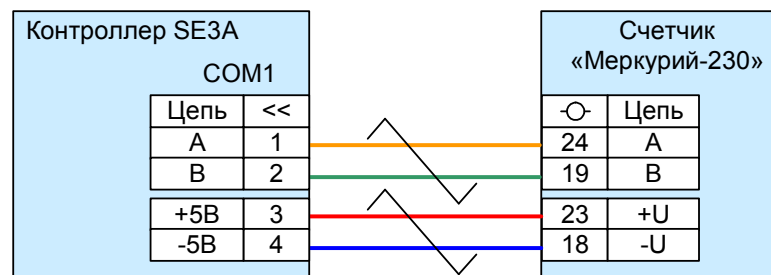 Контроллер SE3A
COM1
Цепь <<
A 1
B 2
+5В 3
-5В 4
Счетчик
«Меркурий-230»
Цепь
24 A
19 B
23 +U
18 -U